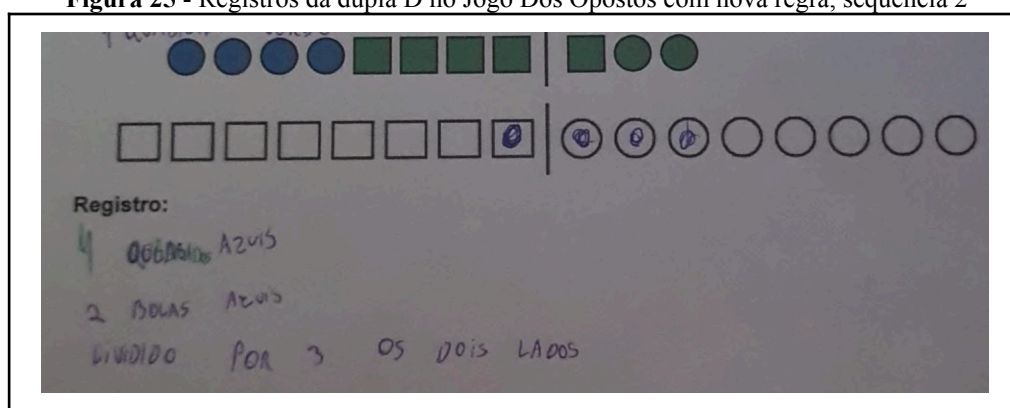 Figura 25 - Registros da dupla D no Jogo Dos Opostos com nova regra, sequência 2
Registro:
4 QUADRADOS AZUIS
2 BOLAS AZUIS
DIVIDIDO POR 3 OS DOIS LADOS